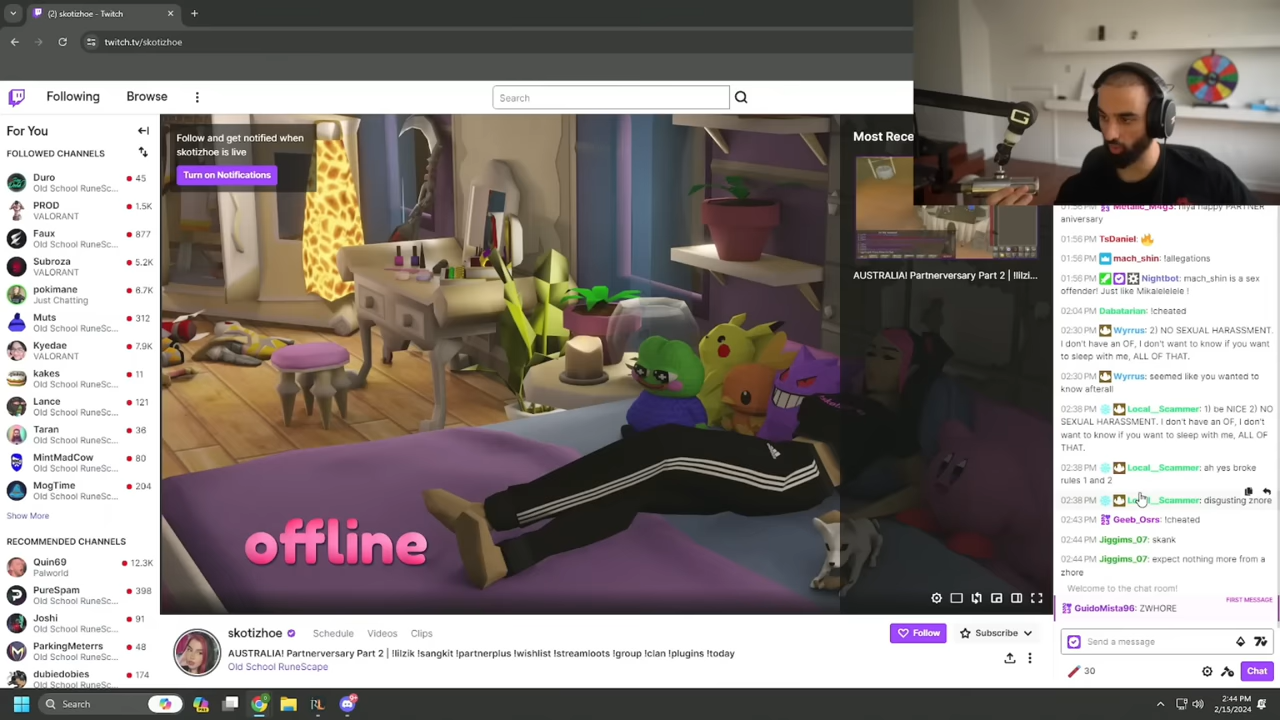 (2) skotizhoe - Twitch
twitch.tv/skotizhoe
Following
Browse
Search
For You
FOLLOWED CHANNELS
Duro
Old School RuneSc...
45
PROD
VALORANT
1.5K
Faux
Old School RuneSc...
877
Subroza
VALORANT
5.2K
pokimane
Just Chatting
6.7K
Muts
Old School RuneSc...
312
Kyedae
VALORANT
7.9K
kakes
Old School RuneSc...
11
Lance
Old School RuneSc...
121
Taran
Old School RuneSc...
36
MintMadCow
Old School RuneSc...
80
MogTime
Old School RuneSc...
294
Show More
RECOMMENDED CHANNELS
Quin69
Palworld
12.3K
PureSpam
Old School RuneSc...
398
Joshi
Old School RuneSc...
91
ParkingMeterrs
Old School RuneSc...
48
dubiedobies
Old School RuneSc...
174
Follow and get notified when
skotizhoe is live
Turn on Notifications
Most Rece
AUSTRALIA! Partnerversary Part 2 | !lilzik...
offline
skotizhoe
Schedule
Videos
Clips
Follow
Subscribe
AUSTRALIA! Partnerversary Part 2 | !lilzik !sangkit !partnerplus !wishlist !streamloots !group !clan !plugins !today
Old School RuneScape
Metallic_M4g3: hiya happy PARTNER
aniversary
01:56 PM TsDaniel:
01:56 PM mach_shin: !allegations
01:56 PM Nightbot: mach_shin is a sex
offender! Just like Mikaielelele !
02:04 PM Dabatarian: !cheated
02:30 PM Wyrrus: 2) NO SEXUAL HARASSMENT.
I don't have an OF, I don't want to know if you want
to sleep with me, ALL OF THAT.
02:30 PM Wyrrus: seemed like you wanted to
know afterall
02:38 PM Local__Scammer: 1) be NICE 2) NO
SEXUAL HARASSMENT. I don't have an OF, I don't
want to know if you want to sleep with me, ALL OF
THAT.
02:38 PM Local__Scammer: ah yes broke
rules 1 and 2
02:38 PM Local__Scammer: disgusting znore
02:43 PM Geeb_Osrs: !cheated
02:44 PM Jiggims_07: skank
02:44 PM Jiggims_07: expect nothing more from a
zhore
Welcome to the chat room!
FIRST MESSAGE
GuidoMista96: ZWHORE
Send a message
30
Chat
Search
2:44 PM
2/15/2024